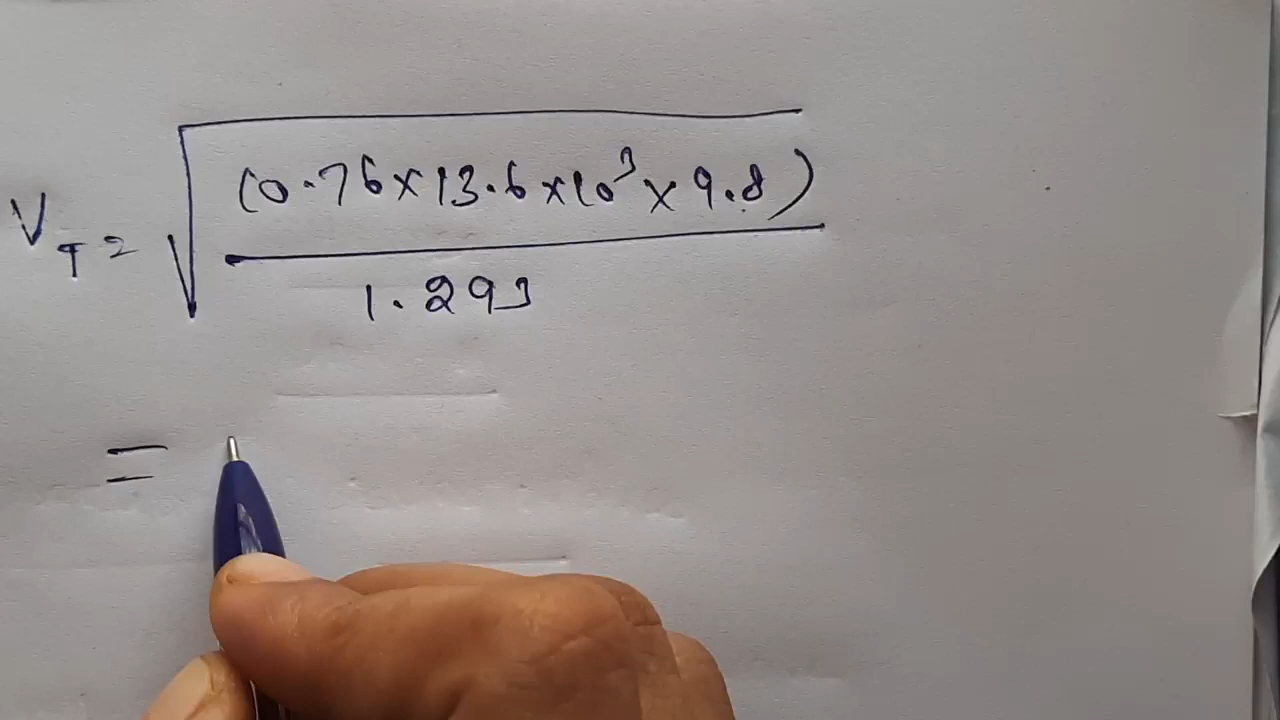 V_T = √((0.76×13.6×10³×9.8) / 1.293)
=